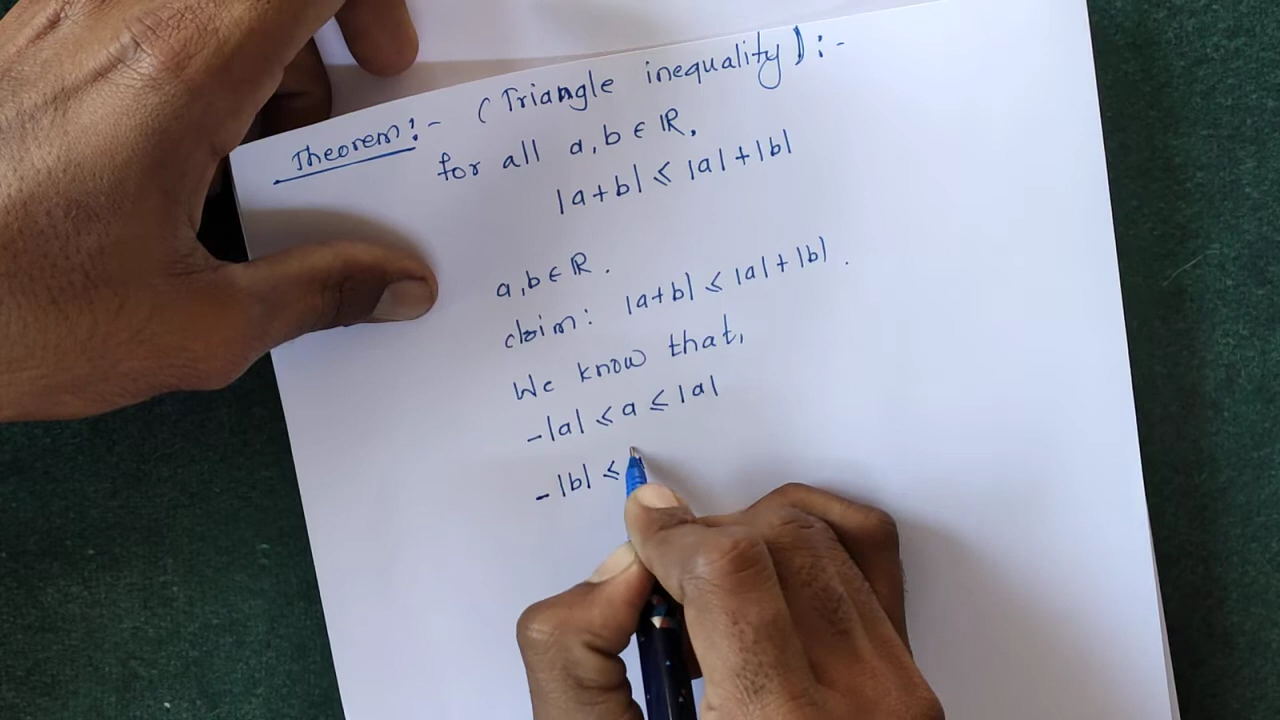 Theorem:- (Triangle inequality):-
for all a, b ∈ ℝ,
|a+b| ≤ |a|+|b|
a, b ∈ ℝ.
claim: |a+b| ≤ |a|+|b|.
We know that,
-|a| ≤ a ≤ |a|
-|b| ≤